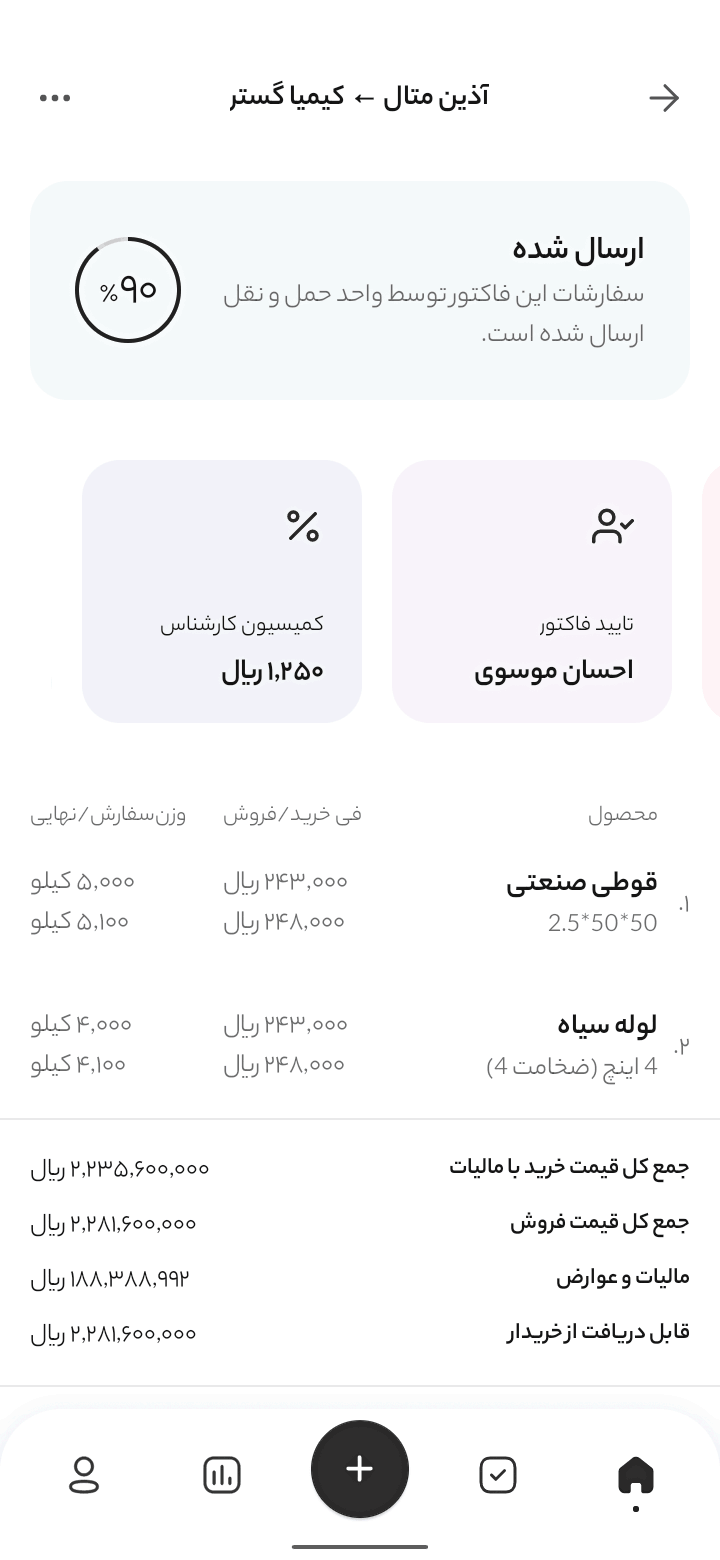 آذین متال ← کیمیا گستر
ارسال شده
سفارشات این فاکتور توسط واحد حمل و نقل
ارسال شده است.
%۹۰
تایید فاکتور
احسان موسوی
کمیسیون کارشناس
۱,۲۵۰ ریال
محصول فی خرید/فروش وزن‌سفارش/نهایی
۱. قوطی صنعتی ۲۴۳,۰۰۰ ریال ۵,۰۰۰ کیلو
2.5*50*50 ۲۴۸,۰۰۰ ریال ۵,۱۰۰ کیلو
۲. لوله سیاه ۲۴۳,۰۰۰ ریال ۴,۰۰۰ کیلو
4 اینچ (ضخامت 4) ۲۴۸,۰۰۰ ریال ۴,۱۰۰ کیلو
جمع کل قیمت خرید با مالیات ۲,۲۳۵,۶۰۰,۰۰۰ ریال
جمع کل قیمت فروش ۲,۲۸۱,۶۰۰,۰۰۰ ریال
مالیات و عوارض ۱۸۸,۳۸۸,۹۹۲ ریال
قابل دریافت از خریدار ۲,۲۸۱,۶۰۰,۰۰۰ ریال